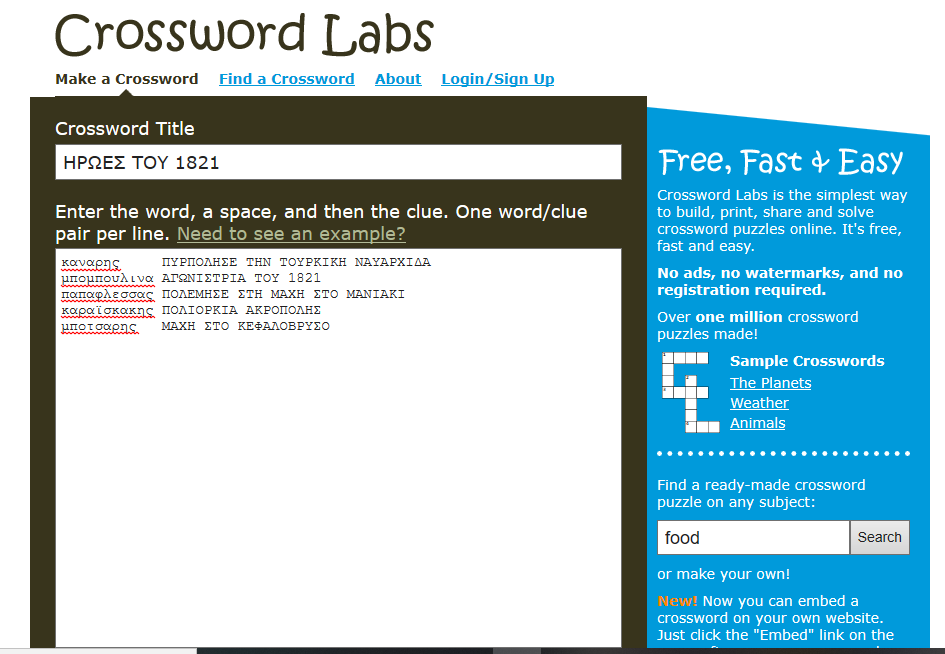 Crossword Labs
Make a Crossword Find a Crossword About Login/Sign Up
Crossword Title
ΗΡΩΕΣ ΤΟΥ 1821
Enter the word, a space, and then the clue. One word/clue
pair per line. Need to see an example?
καναρης ΠΥΡΠΟΛΗΣΕ ΤΗΝ ΤΟΥΡΚΙΚΗ ΝΑΥΑΡΧΙΔΑ
μπομπουλινα ΑΓΩΝΙΣΤΡΙΑ ΤΟΥ 1821
παπαφλεσσας ΠΟΛΕΜΗΣΕ ΣΤΗ ΜΑΧΗ ΣΤΟ ΜΑΝΙΑΚΙ
καραϊσκακης ΠΟΛΙΟΡΚΙΑ ΑΚΡΟΠΟΛΗΣ
μποτσαρης ΜΑΧΗ ΣΤΟ ΚΕΦΑΛΟΒΡΥΣΟ
Free, Fast & Easy
Crossword Labs is the simplest way
to build, print, share and solve
crossword puzzles online. It's free,
fast and easy.
No ads, no watermarks, and no
registration required.
Over one million crossword
puzzles made!
Sample Crosswords
The Planets
Weather
Animals
Find a ready-made crossword
puzzle on any subject:
food Search
or make your own!
New! Now you can embed a
crossword on your own website.
Just click the "Embed" link on the